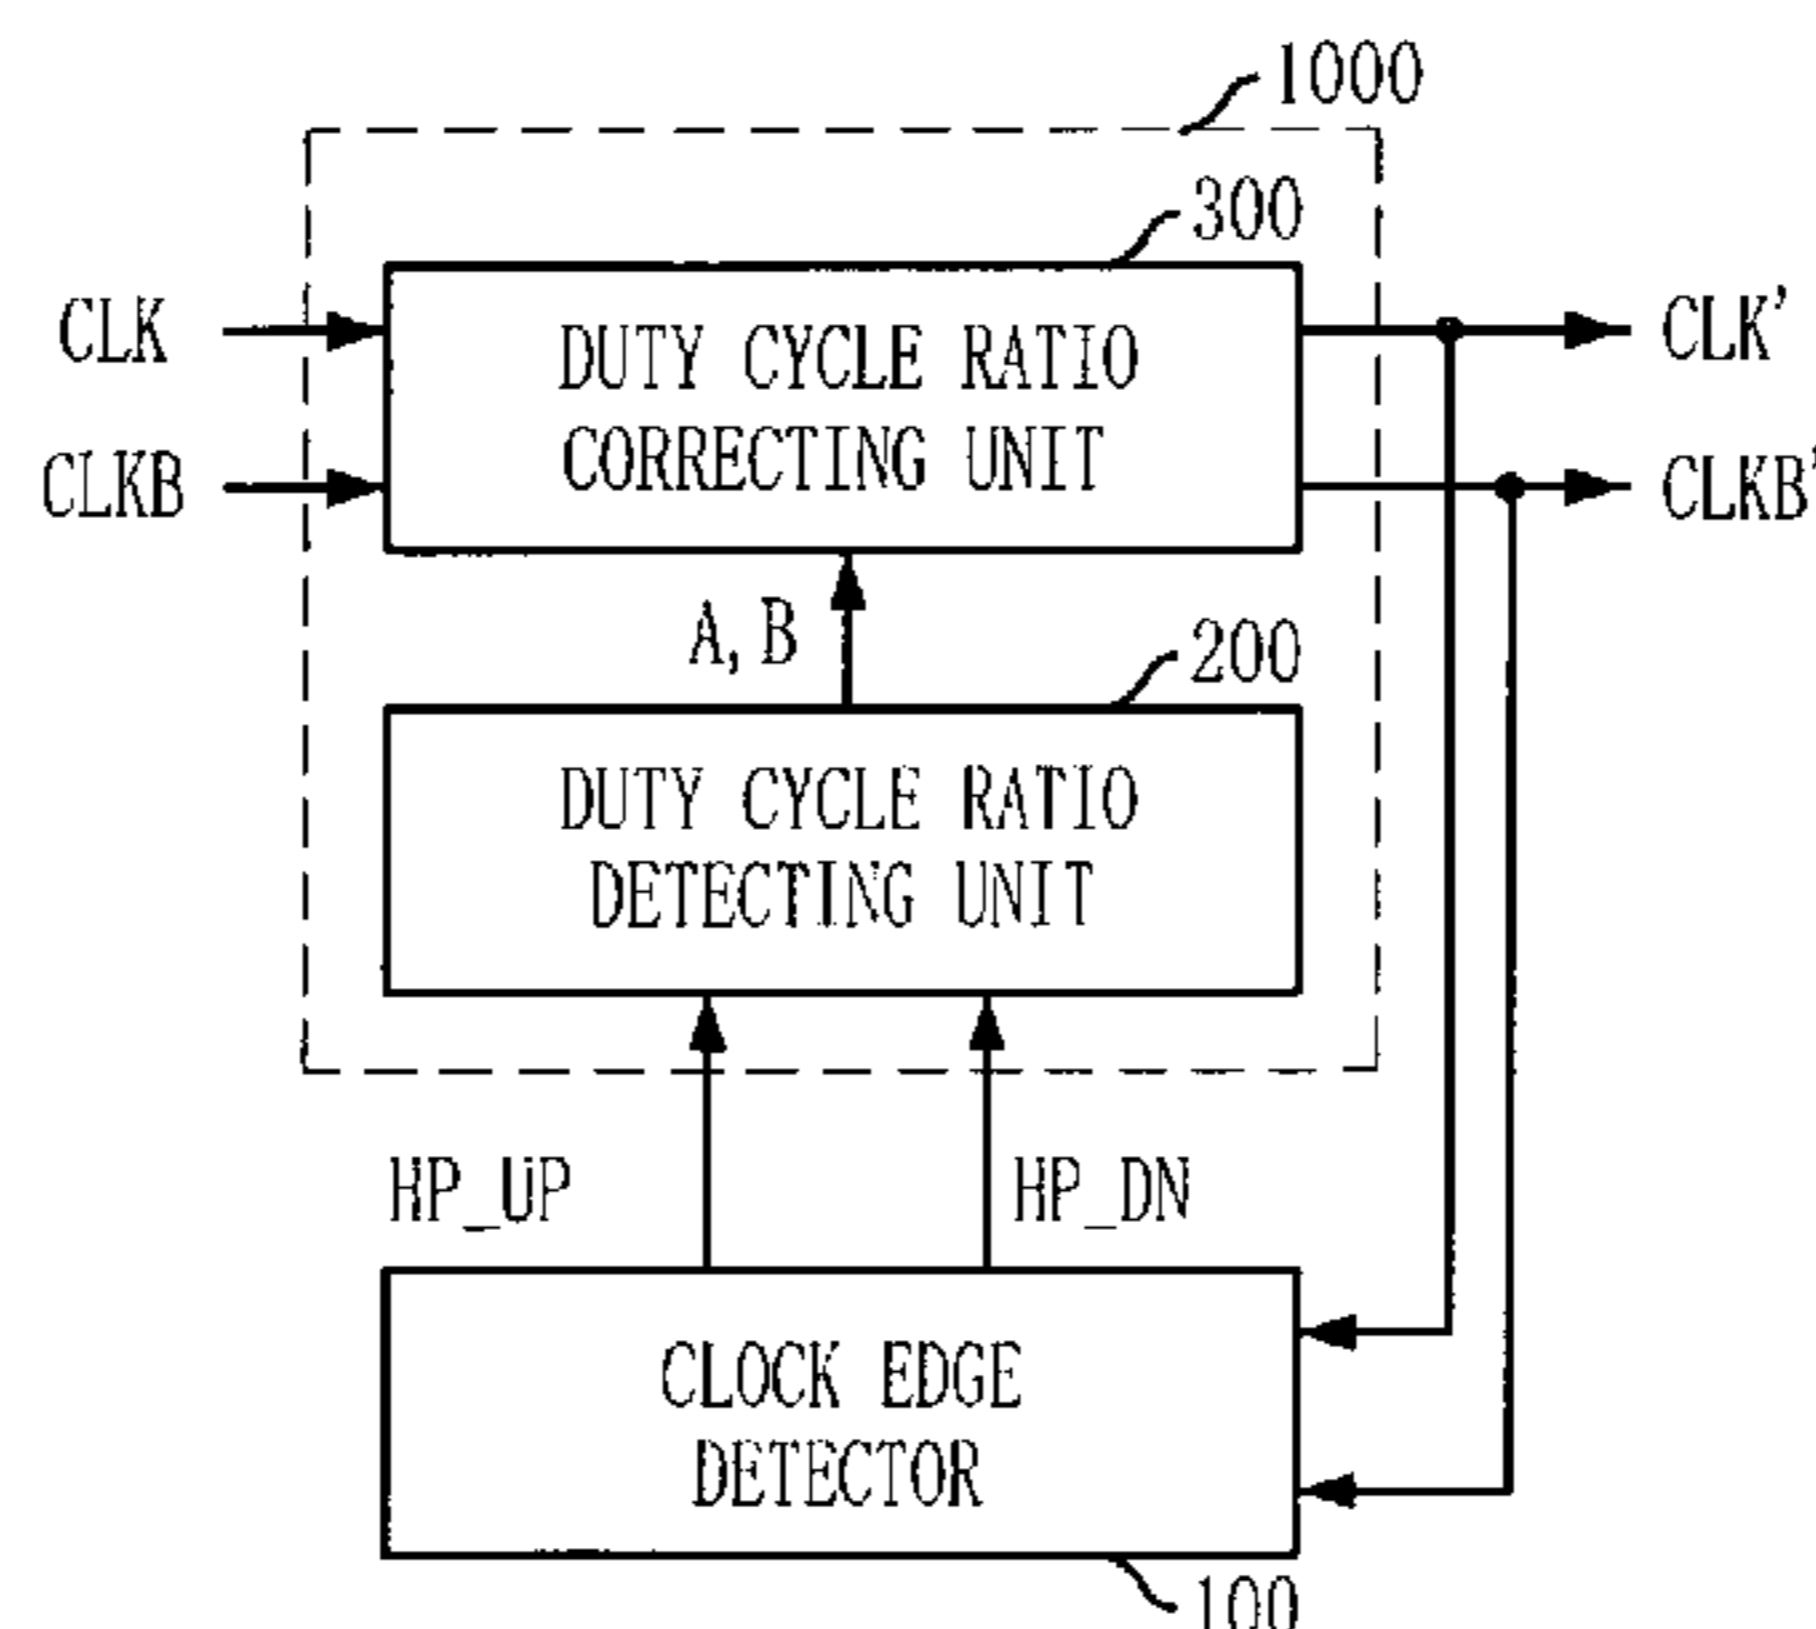 1000
300
CLK
DUTY CYCLE RATIO
CORRECTING UNIT
CLK'
CLKB
CLKB'
A, B
200
DUTY CYCLE RATIO
DETECTING UNIT
HP_UP
HP_DN
CLOCK EDGE
DETECTOR
100